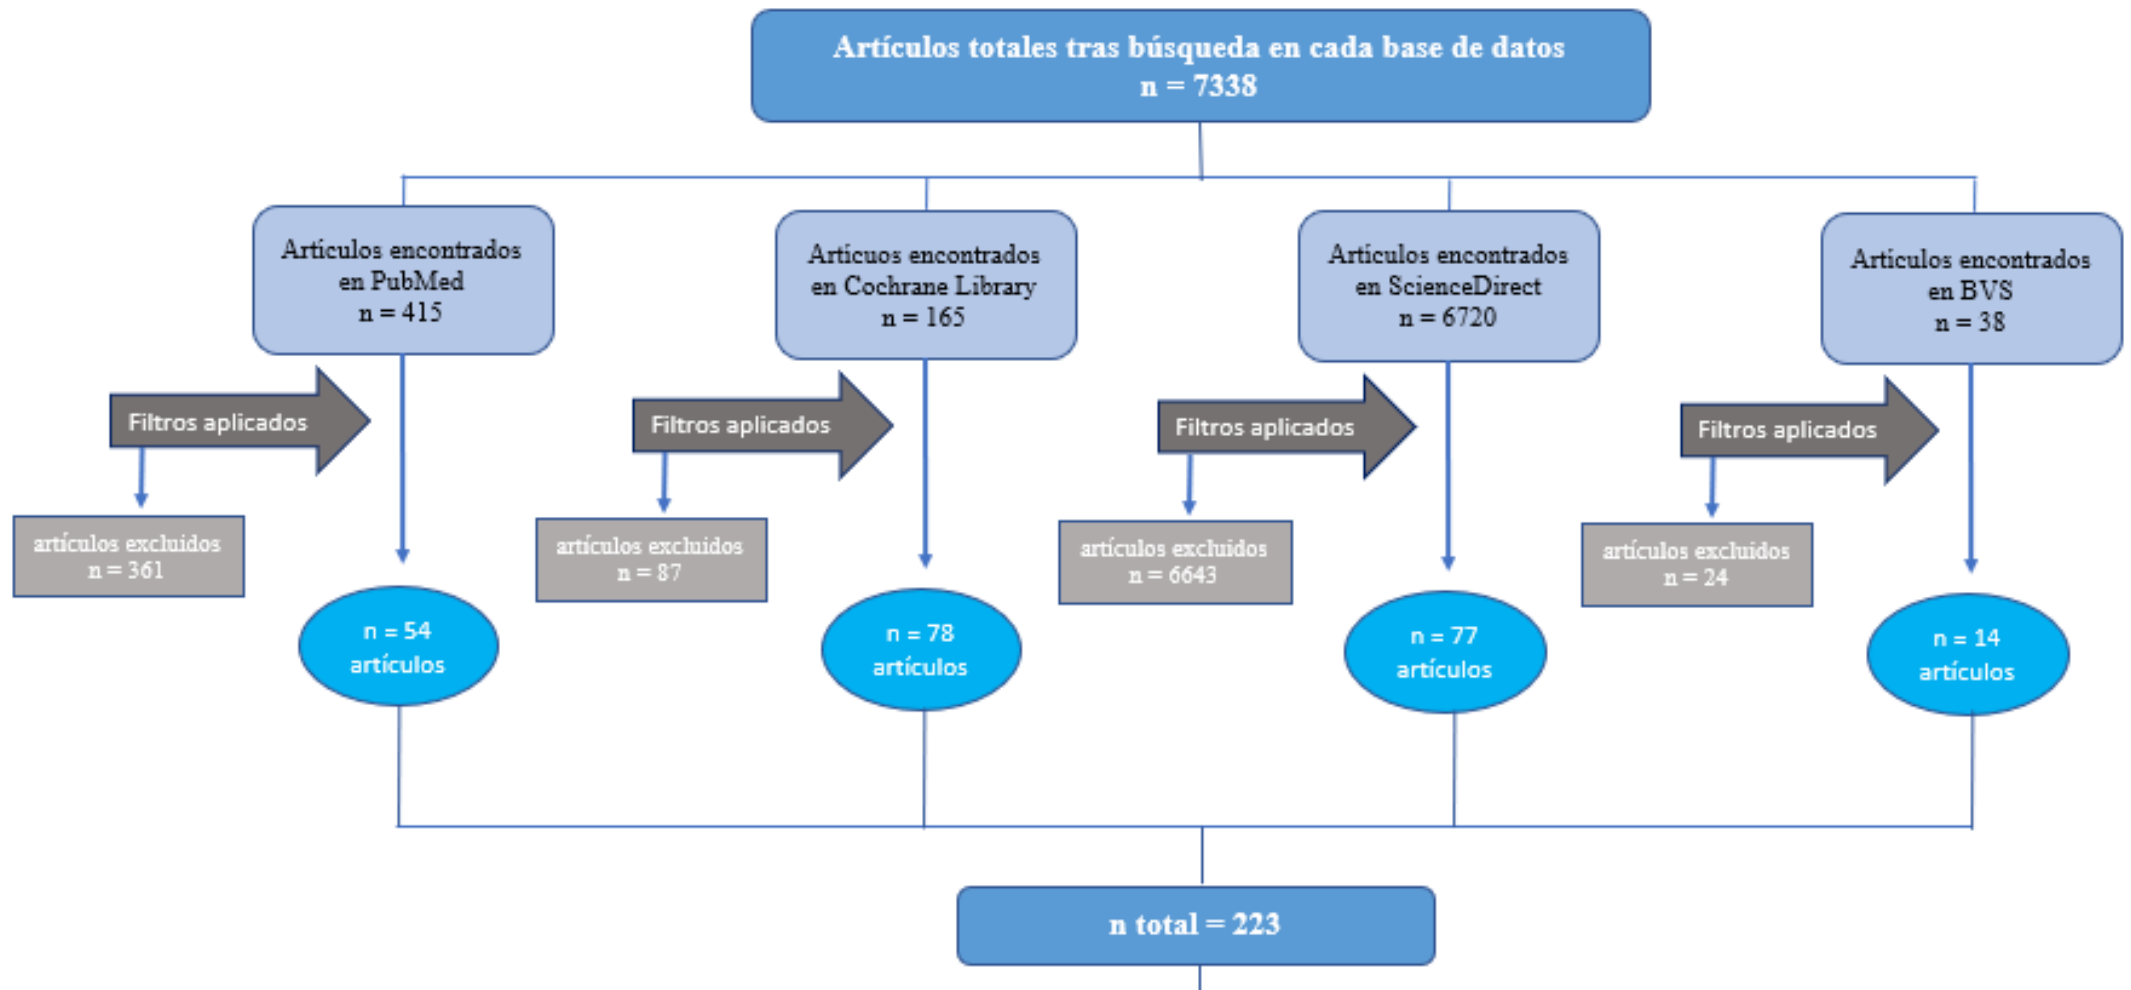 Artículos totales tras búsqueda en cada base de datos
n = 7338
Artículos encontrados
en PubMed
n = 415
Artícuos encontrados
en Cochrane Library
n = 165
Artículos encontrados
en ScienceDirect
n = 6720
Artículos encontrados
en BVS
n = 38
Filtros aplicados
Filtros aplicados
Filtros aplicados
Filtros aplicados
artículos excluidos
n = 361
artículos excluidos
n = 87
artículos excluidos
n = 6643
artículos excluidos
n = 24
n = 54
artículos
n = 78
artículos
n = 77
artículos
n = 14
artículos
n total = 223